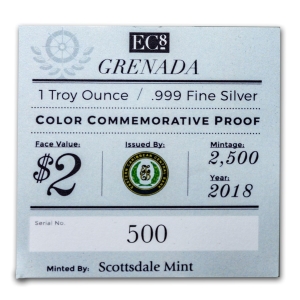 EC8
GRENADA
1 Troy Ounce / .999 Fine Silver
COLOR COMMEMORATIVE PROOF
Face Value: Issued By: Mintage:
$2 2,500
Year:
2018
Serial No.
500
Minted By: Scottsdale Mint